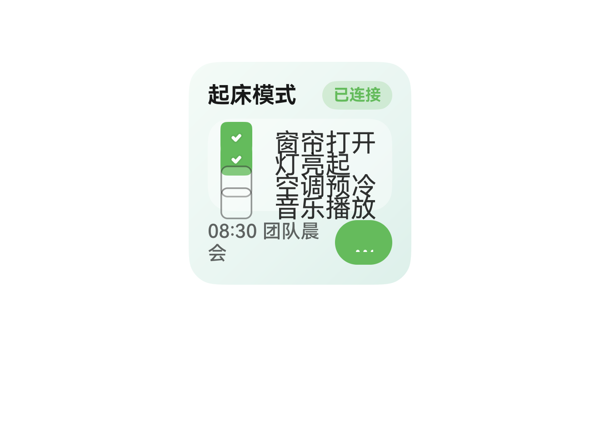 起床模式
已连接
窗帘打开
灯亮起
空调预冷
音乐播放
08:30 团队晨
会
...